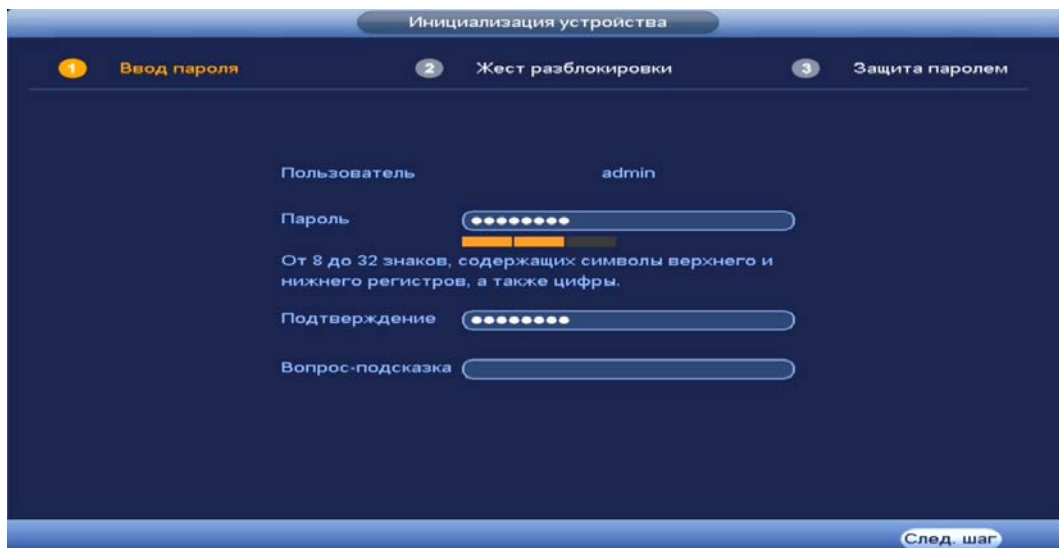 Инициализация устройства
1 Ввод пароля 2 Жест разблокировки 3 Защита паролем
Пользователь admin
Пароль ●●●●●●●●
От 8 до 32 знаков, содержащих символы верхнего и
нижнего регистров, а также цифры.
Подтверждение ●●●●●●●●
Вопрос-подсказка
След. шаг